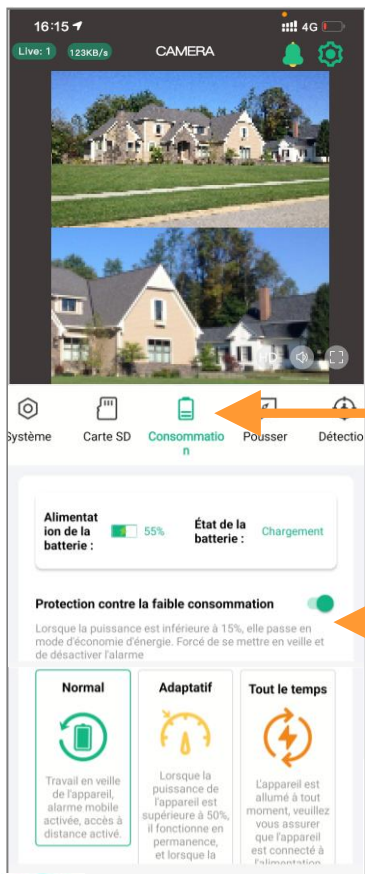 16:15 4G
Live: 1 123KB/s CAMERA
HD
Système Carte SD Consommatio Pousser Détectio
n
Alimentat
ion de la
batterie : 55% État de la
batterie : Chargement
Protection contre la faible consommation
Lorsque la puissance est inférieure à 15%, elle passe en
mode d'économie d'énergie. Forcé de se mettre en veille et
de désactiver l'alarme
Normal
Travail en veille
de l'appareil,
alarme mobile
activée, accès à
distance activé.
Adaptatif
Lorsque la
puissance de
l'appareil est
supérieure à 50%,
il fonctionne en
permanence,
et lorsque la
Tout le temps
L'appareil est
allumé à tout
moment, veuillez
vous assurer
que l'appareil
est connecté à
l'alimentation